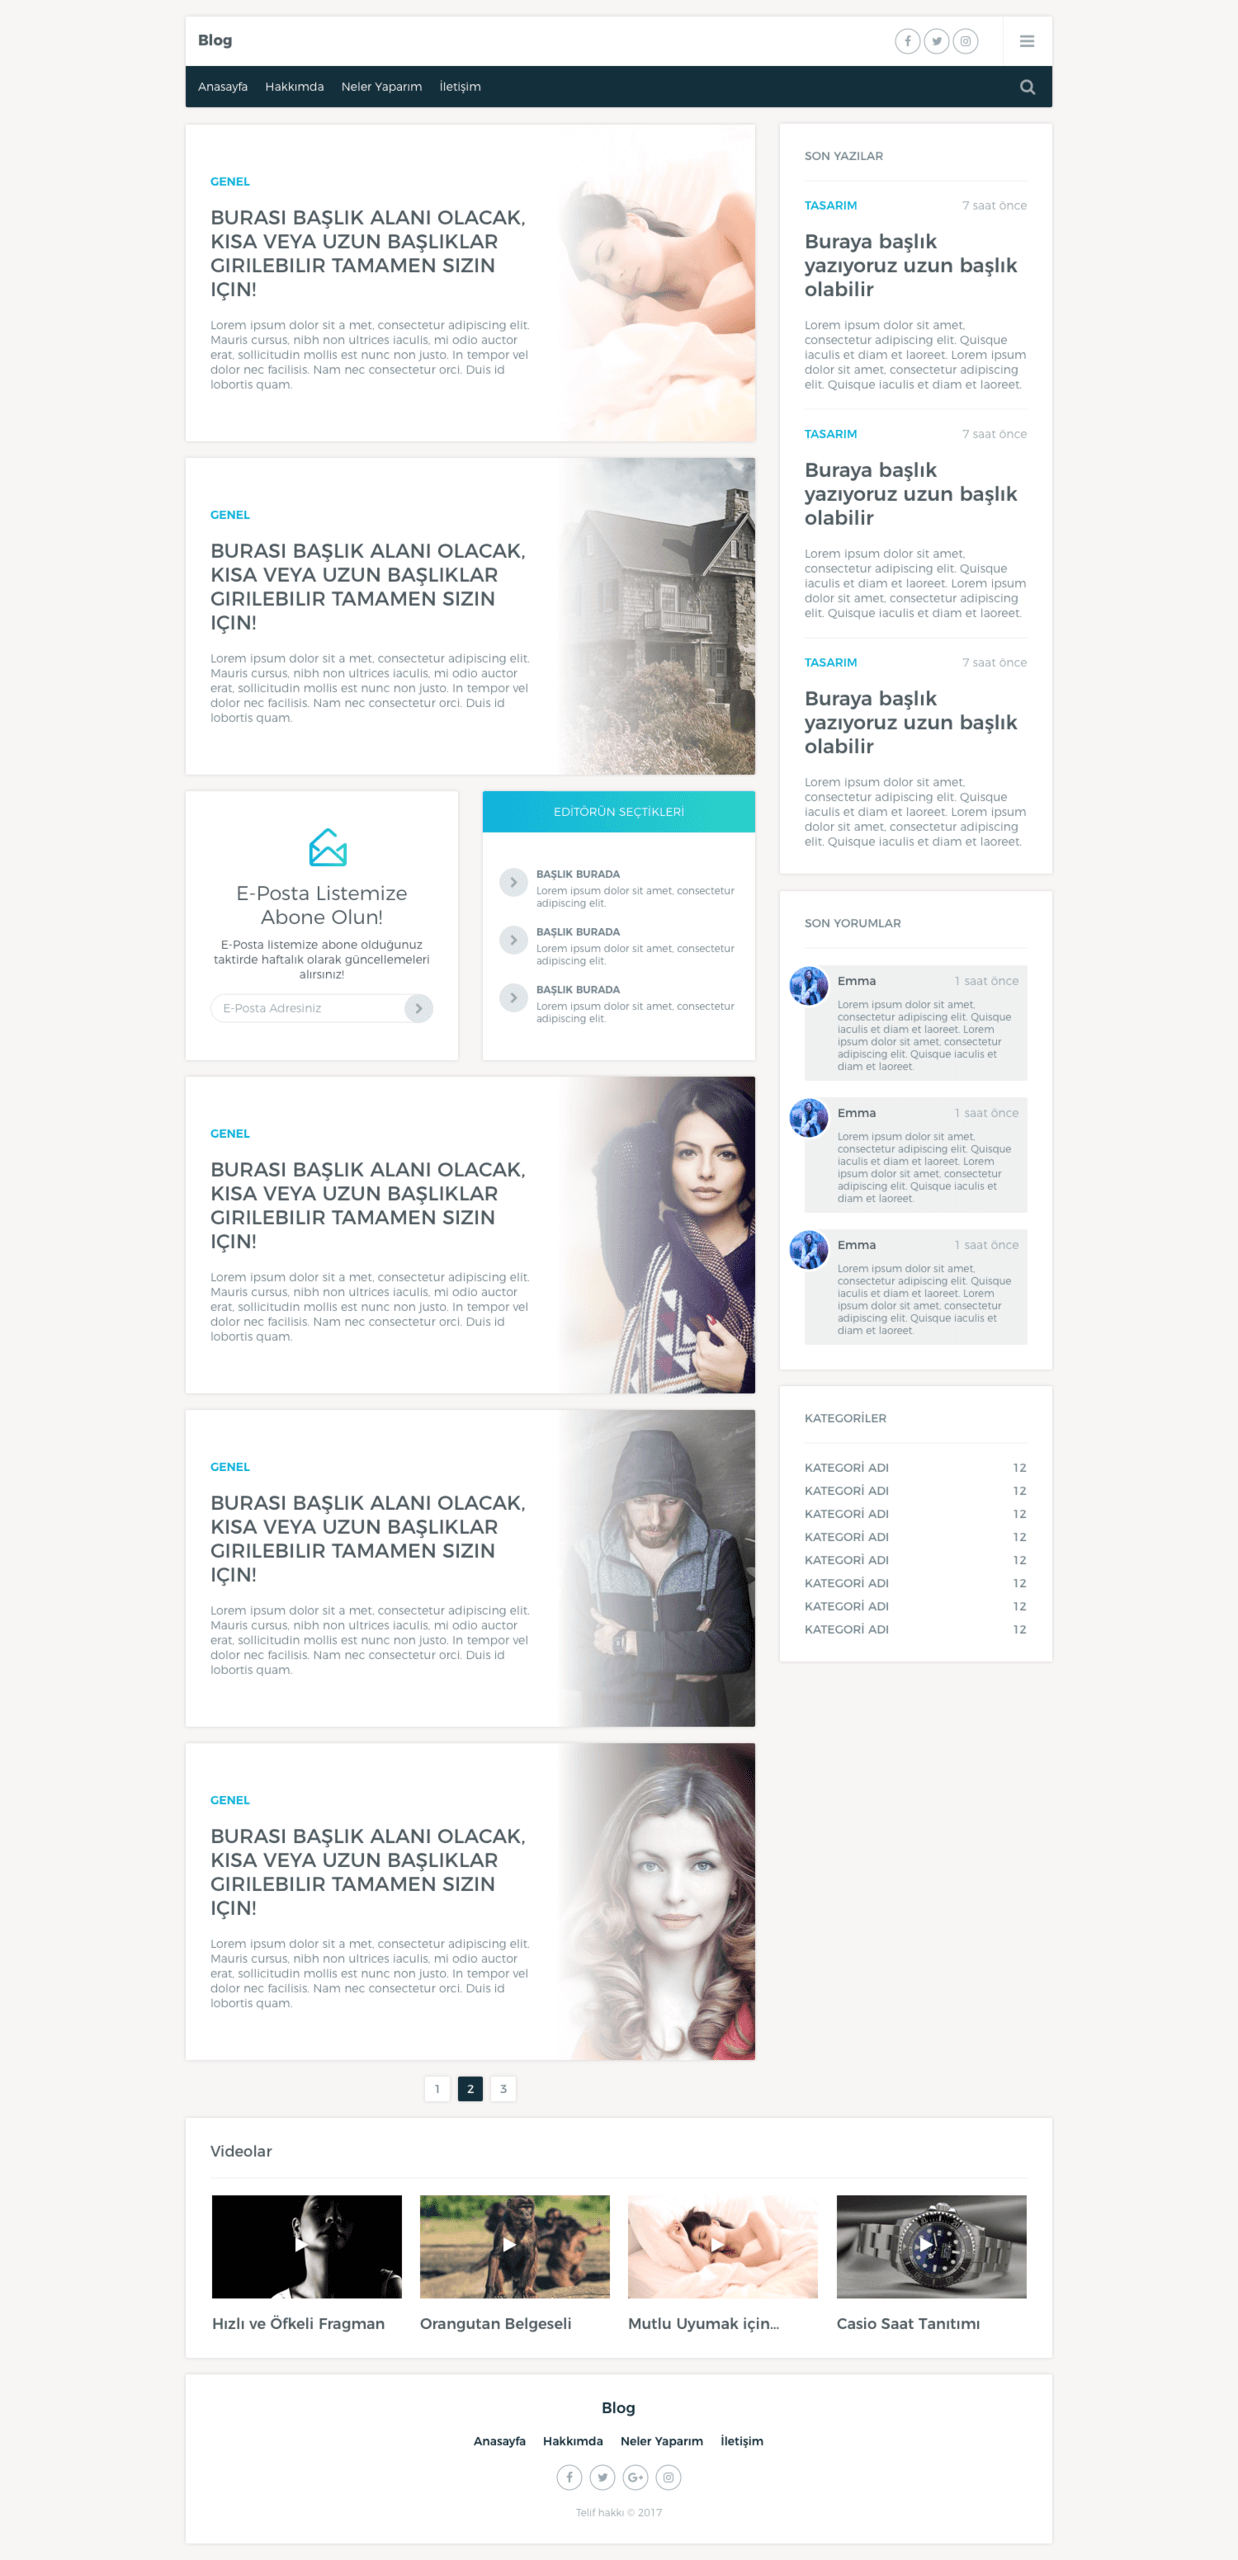 Blog
Anasayfa Hakkımda Neler Yaparım İletişim
GENEL
BURASI BAŞLIK ALANI OLACAK,
KISA VEYA UZUN BAŞLIKLAR
GIRILEBILIR TAMAMEN SIZIN
IÇIN!
Lorem ipsum dolor sit a met, consectetur adipiscing elit.
Mauris cursus, nibh non ultrices iaculis, mi odio auctor
erat, sollicitudin mollis est nunc non justo. In tempor vel
dolor nec facilisis. Nam nec consectetur orci. Duis id
lobortis quam.
GENEL
BURASI BAŞLIK ALANI OLACAK,
KISA VEYA UZUN BAŞLIKLAR
GIRILEBILIR TAMAMEN SIZIN
IÇIN!
Lorem ipsum dolor sit a met, consectetur adipiscing elit.
Mauris cursus, nibh non ultrices iaculis, mi odio auctor
erat, sollicitudin mollis est nunc non justo. In tempor vel
dolor nec facilisis. Nam nec consectetur orci. Duis id
lobortis quam.
E-Posta Listemize
Abone Olun!
E-Posta listemize abone olduğunuz
taktirde haftalık olarak güncellemeleri
alırsınız!
E-Posta Adresiniz
EDİTÖRÜN SEÇTİKLERİ
BAŞLIK BURADA
Lorem ipsum dolor sit amet, consectetur
adipiscing elit.
BAŞLIK BURADA
Lorem ipsum dolor sit amet, consectetur
adipiscing elit.
BAŞLIK BURADA
Lorem ipsum dolor sit amet, consectetur
adipiscing elit.
GENEL
BURASI BAŞLIK ALANI OLACAK,
KISA VEYA UZUN BAŞLIKLAR
GIRILEBILIR TAMAMEN SIZIN
IÇIN!
Lorem ipsum dolor sit a met, consectetur adipiscing elit.
Mauris cursus, nibh non ultrices iaculis, mi odio auctor
erat, sollicitudin mollis est nunc non justo. In tempor vel
dolor nec facilisis. Nam nec consectetur orci. Duis id
lobortis quam.
GENEL
BURASI BAŞLIK ALANI OLACAK,
KISA VEYA UZUN BAŞLIKLAR
GIRILEBILIR TAMAMEN SIZIN
IÇIN!
Lorem ipsum dolor sit a met, consectetur adipiscing elit.
Mauris cursus, nibh non ultrices iaculis, mi odio auctor
erat, sollicitudin mollis est nunc non justo. In tempor vel
dolor nec facilisis. Nam nec consectetur orci. Duis id
lobortis quam.
GENEL
BURASI BAŞLIK ALANI OLACAK,
KISA VEYA UZUN BAŞLIKLAR
GIRILEBILIR TAMAMEN SIZIN
IÇIN!
Lorem ipsum dolor sit a met, consectetur adipiscing elit.
Mauris cursus, nibh non ultrices iaculis, mi odio auctor
erat, sollicitudin mollis est nunc non justo. In tempor vel
dolor nec facilisis. Nam nec consectetur orci. Duis id
lobortis quam.
1 2 3
SON YAZILAR
TASARIM 7 saat önce
Buraya başlık
yazıyoruz uzun başlık
olabilir
Lorem ipsum dolor sit amet,
consectetur adipiscing elit. Quisque
iaculis et diam et laoreet. Lorem ipsum
dolor sit amet, consectetur adipiscing
elit. Quisque iaculis et diam et laoreet.
TASARIM 7 saat önce
Buraya başlık
yazıyoruz uzun başlık
olabilir
Lorem ipsum dolor sit amet,
consectetur adipiscing elit. Quisque
iaculis et diam et laoreet. Lorem ipsum
dolor sit amet, consectetur adipiscing
elit. Quisque iaculis et diam et laoreet.
TASARIM 7 saat önce
Buraya başlık
yazıyoruz uzun başlık
olabilir
Lorem ipsum dolor sit amet,
consectetur adipiscing elit. Quisque
iaculis et diam et laoreet. Lorem ipsum
dolor sit amet, consectetur adipiscing
elit. Quisque iaculis et diam et laoreet.
SON YORUMLAR
Emma 1 saat önce
Lorem ipsum dolor sit amet,
consectetur adipiscing elit. Quisque
iaculis et diam et laoreet. Lorem
ipsum dolor sit amet, consectetur
adipiscing elit. Quisque iaculis et
diam et laoreet.
Emma 1 saat önce
Lorem ipsum dolor sit amet,
consectetur adipiscing elit. Quisque
iaculis et diam et laoreet. Lorem
ipsum dolor sit amet, consectetur
adipiscing elit. Quisque iaculis et
diam et laoreet.
Emma 1 saat önce
Lorem ipsum dolor sit amet,
consectetur adipiscing elit. Quisque
iaculis et diam et laoreet. Lorem
ipsum dolor sit amet, consectetur
adipiscing elit. Quisque iaculis et
diam et laoreet.
KATEGORİLER
KATEGORİ ADI 12
KATEGORİ ADI 12
KATEGORİ ADI 12
KATEGORİ ADI 12
KATEGORİ ADI 12
KATEGORİ ADI 12
KATEGORİ ADI 12
KATEGORİ ADI 12
Videolar
Hızlı ve Öfkeli Fragman
Orangutan Belgeseli
Mutlu Uyumak için...
Casio Saat Tanıtımı
Blog
Anasayfa Hakkımda Neler Yaparım İletişim
Telif hakkı © 2017